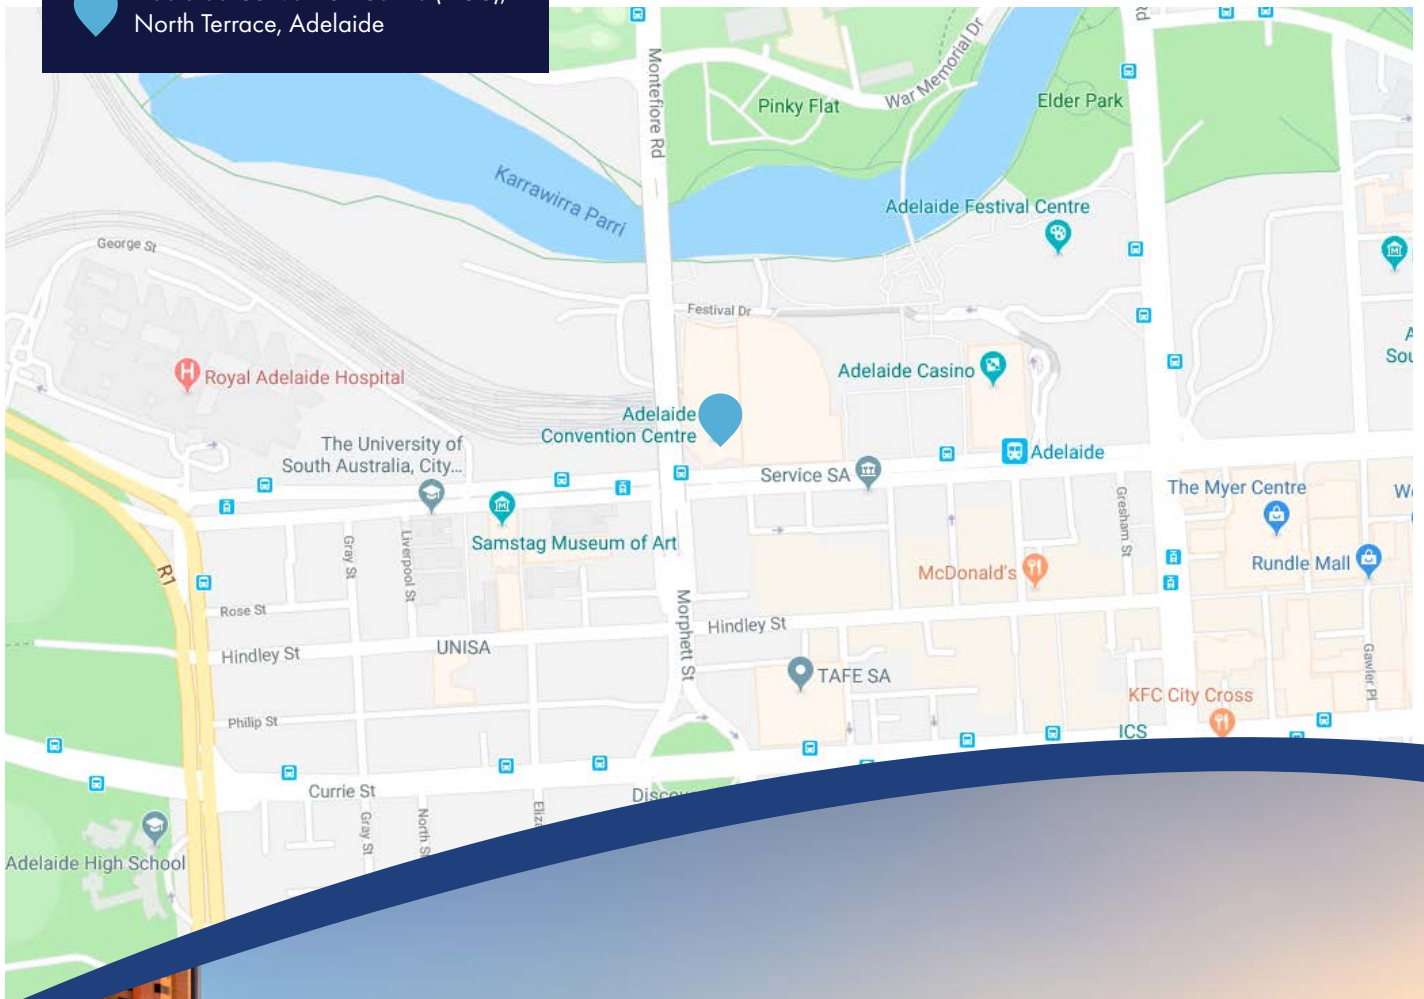 North Terrace, Adelaide
Montefiore Rd
Pinky Flat
War Memorial Dr
Elder Park
Rd
Karrawirra Parri
Adelaide Festival Centre
George St
Festival Dr
Royal Adelaide Hospital
H
Adelaide Casino
Adelaide
Convention Centre
The University of
South Australia, City...
Service SA
Adelaide
Sou
Samstag Museum of Art
Gray St
Liverpool St
Gresham St
The Myer Centre
McDonald's
Rundle Mall
R1
Rose St
Hindley St
UNISA
Morphett St
Hindley St
TAFE SA
Gawler Pl
Philip St
KFC City Cross
ICS
Currie St
Gray St
North St
Adelaide High School